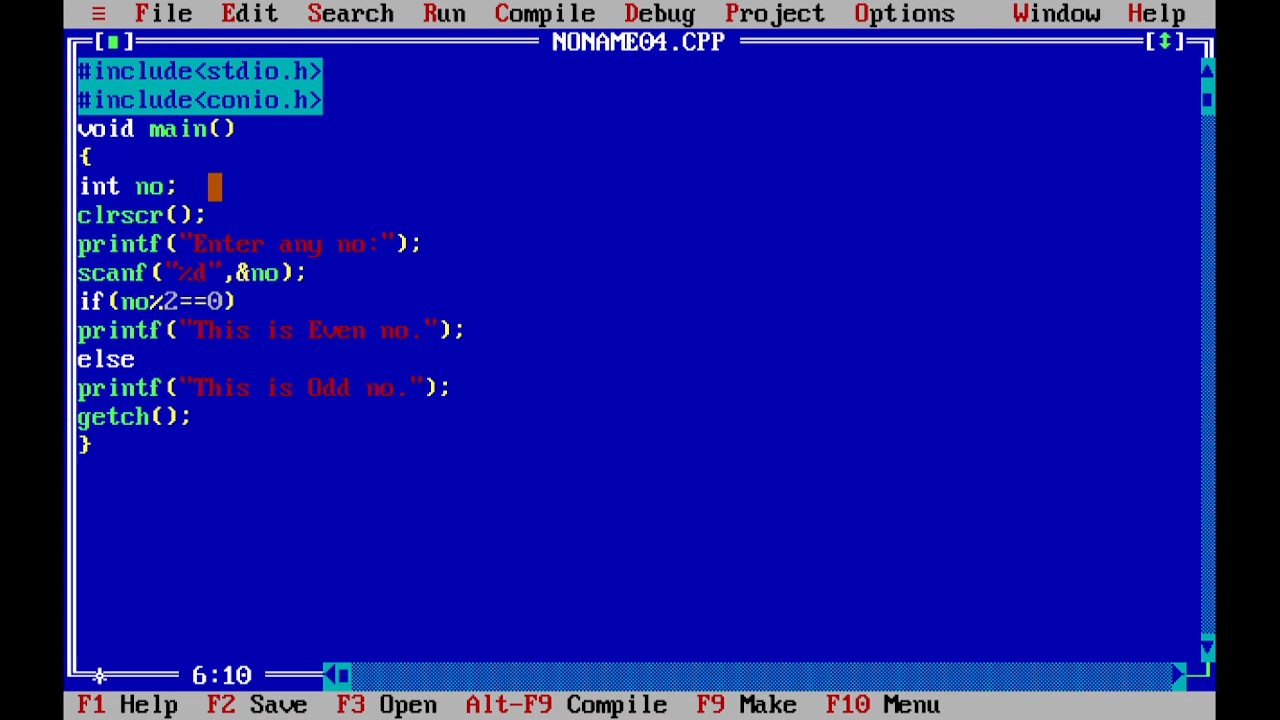 ≡ File Edit Search Run Compile Debug Project Options Window Help
[■] NONAME04.CPP [↕]
#include<stdio.h>
#include<conio.h>
void main()
{
int no;
clrscr();
printf("Enter any no:");
scanf("%d",&no);
if(no%2==0)
printf("This is Even no.");
else
printf("This is Odd no.");
getch();
}
6:10
F1 Help F2 Save F3 Open Alt-F9 Compile F9 Make F10 Menu